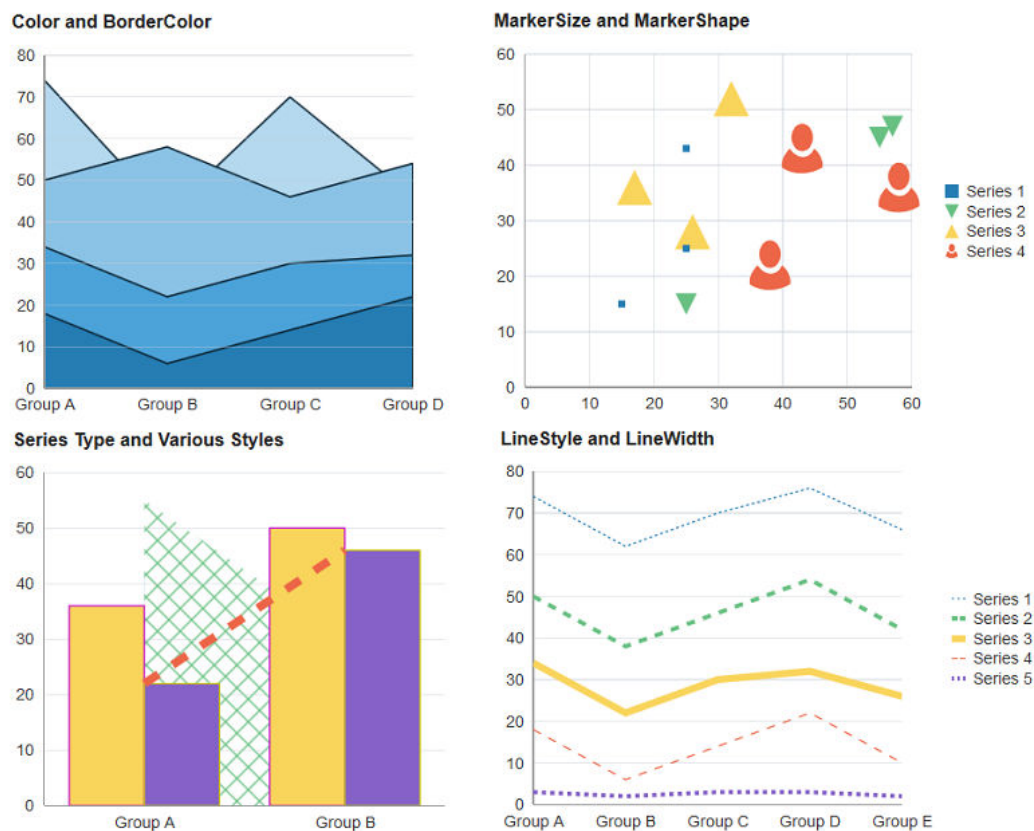 Color and BorderColor
80
70
60
50
40
30
20
10
0
Group A Group B Group C Group D
MarkerSize and MarkerShape
60
50
40
30
20
10
0
0 10 20 30 40 50 60
Series 1
Series 2
Series 3
Series 4
Series Type and Various Styles
60
50
40
30
20
10
0
Group A Group B
LineStyle and LineWidth
80
70
60
50
40
30
20
10
0
Group A Group B Group C Group D Group E
Series 1
Series 2
Series 3
Series 4
Series 5